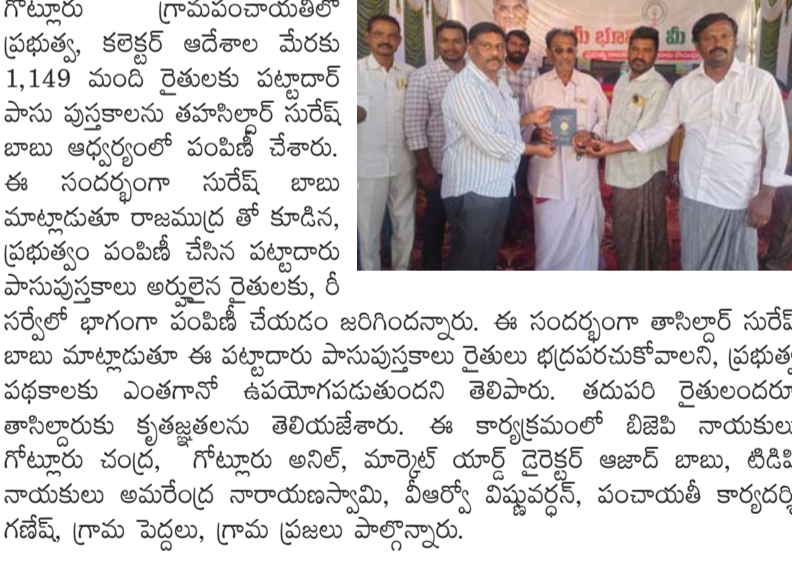 గోట్లూరు గ్రామపంచాయతీలో
ప్రభుత్వ, కలెక్టర్ ఆదేశాల మేరకు
1,149 మంది రైతులకు పట్టాదార్
పాసు పుస్తకాలను తహసిల్దార్ సురేష్
బాబు ఆధ్వర్యంలో పంపిణీ చేశారు.
ఈ సందర్భంగా సురేష్ బాబు
మాట్లాడుతూ రాజముద్ర తో కూడిన,
ప్రభుత్వం పంపిణీ చేసిన పట్టాదారు
పాసుపుస్తకాలు అర్హులైన రైతులకు, రీ
సర్వేలో భాగంగా పంపిణీ చేయడం జరిగిందన్నారు. ఈ సందర్భంగా తాసిల్దార్ సురేష్
బాబు మాట్లాడుతూ ఈ పట్టాదారు పాసుపుస్తకాలు రైతులు భద్రపరచుకోవాలని, ప్రభుత్వ
పథకాలకు ఎంతగానో ఉపయోగపడుతుందని తెలిపారు. తదుపరి రైతులందరూ
తాసిల్దారుకు కృతజ్ఞతలను తెలియజేశారు. ఈ కార్యక్రమంలో బిజెపి నాయకులు
గోట్లూరు చంద్ర, గోట్లూరు అనిల్, మార్కెట్ యార్డ్ డైరెక్టర్ ఆజాద్ బాబు, టిడిపి
నాయకులు అమరేంద్ర నారాయణస్వామి, వీఆర్వో విష్ణువర్ధన్, పంచాయతీ కార్యదర్శి
గణేష్, గ్రామ పెద్దలు, గ్రామ ప్రజలు పాల్గొన్నారు.
మీ